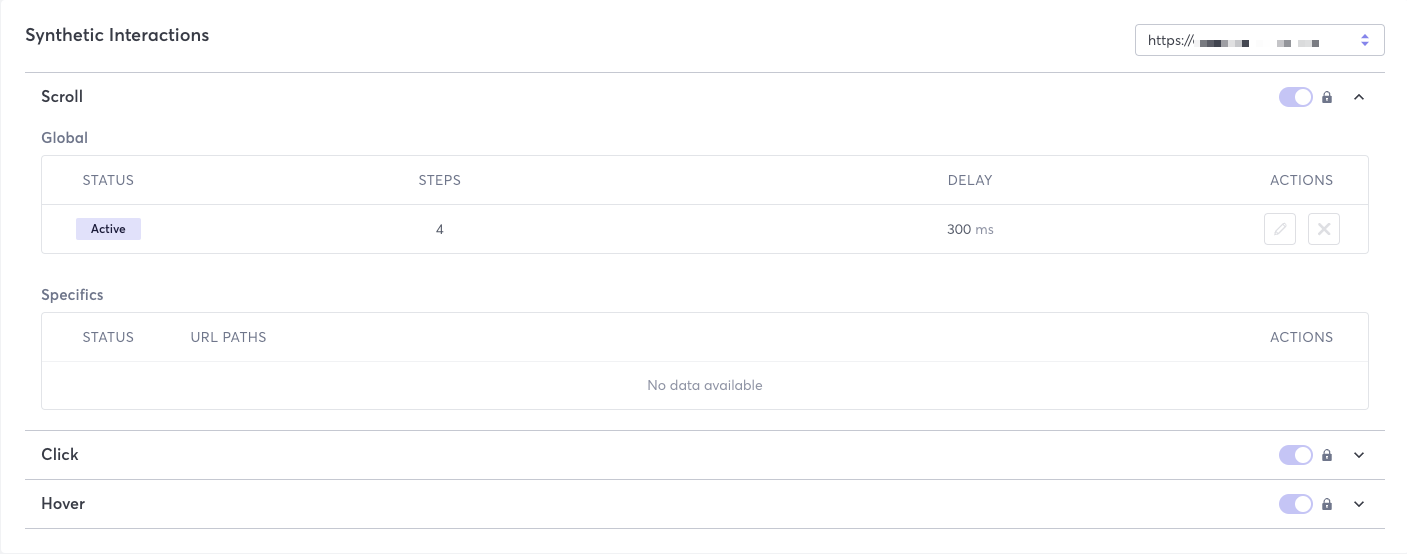 Synthetic Interactions
https://
Scroll
Global
STATUS STEPS DELAY ACTIONS
Active 4 300 ms
Specifics
STATUS URL PATHS ACTIONS
No data available
Click
Hover